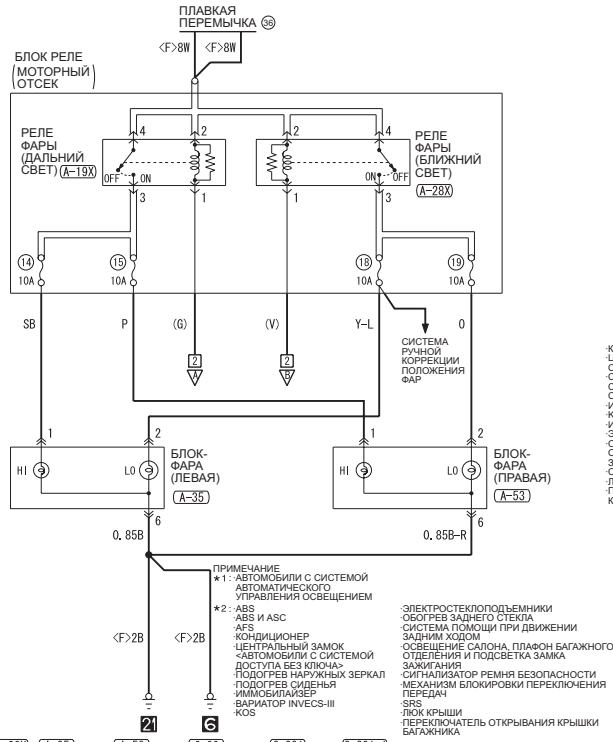 ПЛАВКАЯ
ПЕРЕМЫЧКА 36
<F>8W <F>8W
БЛОК РЕЛЕ
(МОТОРНЫЙ
ОТСЕК)
РЕЛЕ
ФАРЫ
(ДАЛЬНИЙ
СВЕТ) A-19X
4 2 2 4
OFF ON ON OFF
РЕЛЕ
ФАРЫ
(БЛИЖНИЙ
СВЕТ)
A-28X
3 1 1 3
14 15 18 19
10A 10A 10A 10A
SB P (G) (V) Y-L O
2 2
A B
СИСТЕМА
РУЧНОЙ
КОРРЕКЦИИ
ПОЛОЖЕНИЯ
ФАР
1 2 1 2
HI LO
БЛОК-
ФАРА
(ЛЕВАЯ)
A-35
HI LO
БЛОК-
ФАРА
(ПРАВАЯ)
A-53
6 6
0.85B 0.85B-R
<F>2B <F>2B
21 6
ПРИМЕЧАНИЕ
*1: ·АВТОМОБИЛИ С СИСТЕМОЙ
АВТОМАТИЧЕСКОГО
УПРАВЛЕНИЯ ОСВЕЩЕНИЕМ
*2: ·ABS
·ABS И ASC
·AFS
·КОНДИЦИОНЕР
·ЦЕНТРАЛЬНЫЙ ЗАМОК
<АВТОМОБИЛИ С СИСТЕМОЙ
ДОСТУПА БЕЗ КЛЮЧА>
·ПОДОГРЕВ НАРУЖНЫХ ЗЕРКАЛ
·ПОДОГРЕВ СИДЕНЬЯ
·ИММОБИЛАЙЗЕР
·ВАРИАТОР INVECS-III
·KOS
·ЭЛЕКТРОСТЕКЛОПОДЪЕМНИКИ
·ОБОГРЕВ ЗАДНЕГО СТЕКЛА
·СИСТЕМА ПОМОЩИ ПРИ ДВИЖЕНИИ
ЗАДНИМ ХОДОМ
·ОСВЕЩЕНИЕ САЛОНА, ПЛАФОН БАГАЖНОГО
ОТДЕЛЕНИЯ И ПОДСВЕТКА ЗАМКА
ЗАЖИГАНИЯ
·СИГНАЛИЗАТОР РЕМНЯ БЕЗОПАСНОСТИ
·МЕХАНИЗМ БЛОКИРОВКИ ПЕРЕКЛЮЧЕНИЯ
ПЕРЕДАЧ
·SRS
·ЛЮК КРЫШИ
·ПЕРЕКЛЮЧАТЕЛЬ ОТКРЫВАНИЯ КРЫШКИ
БАГАЖНИКА